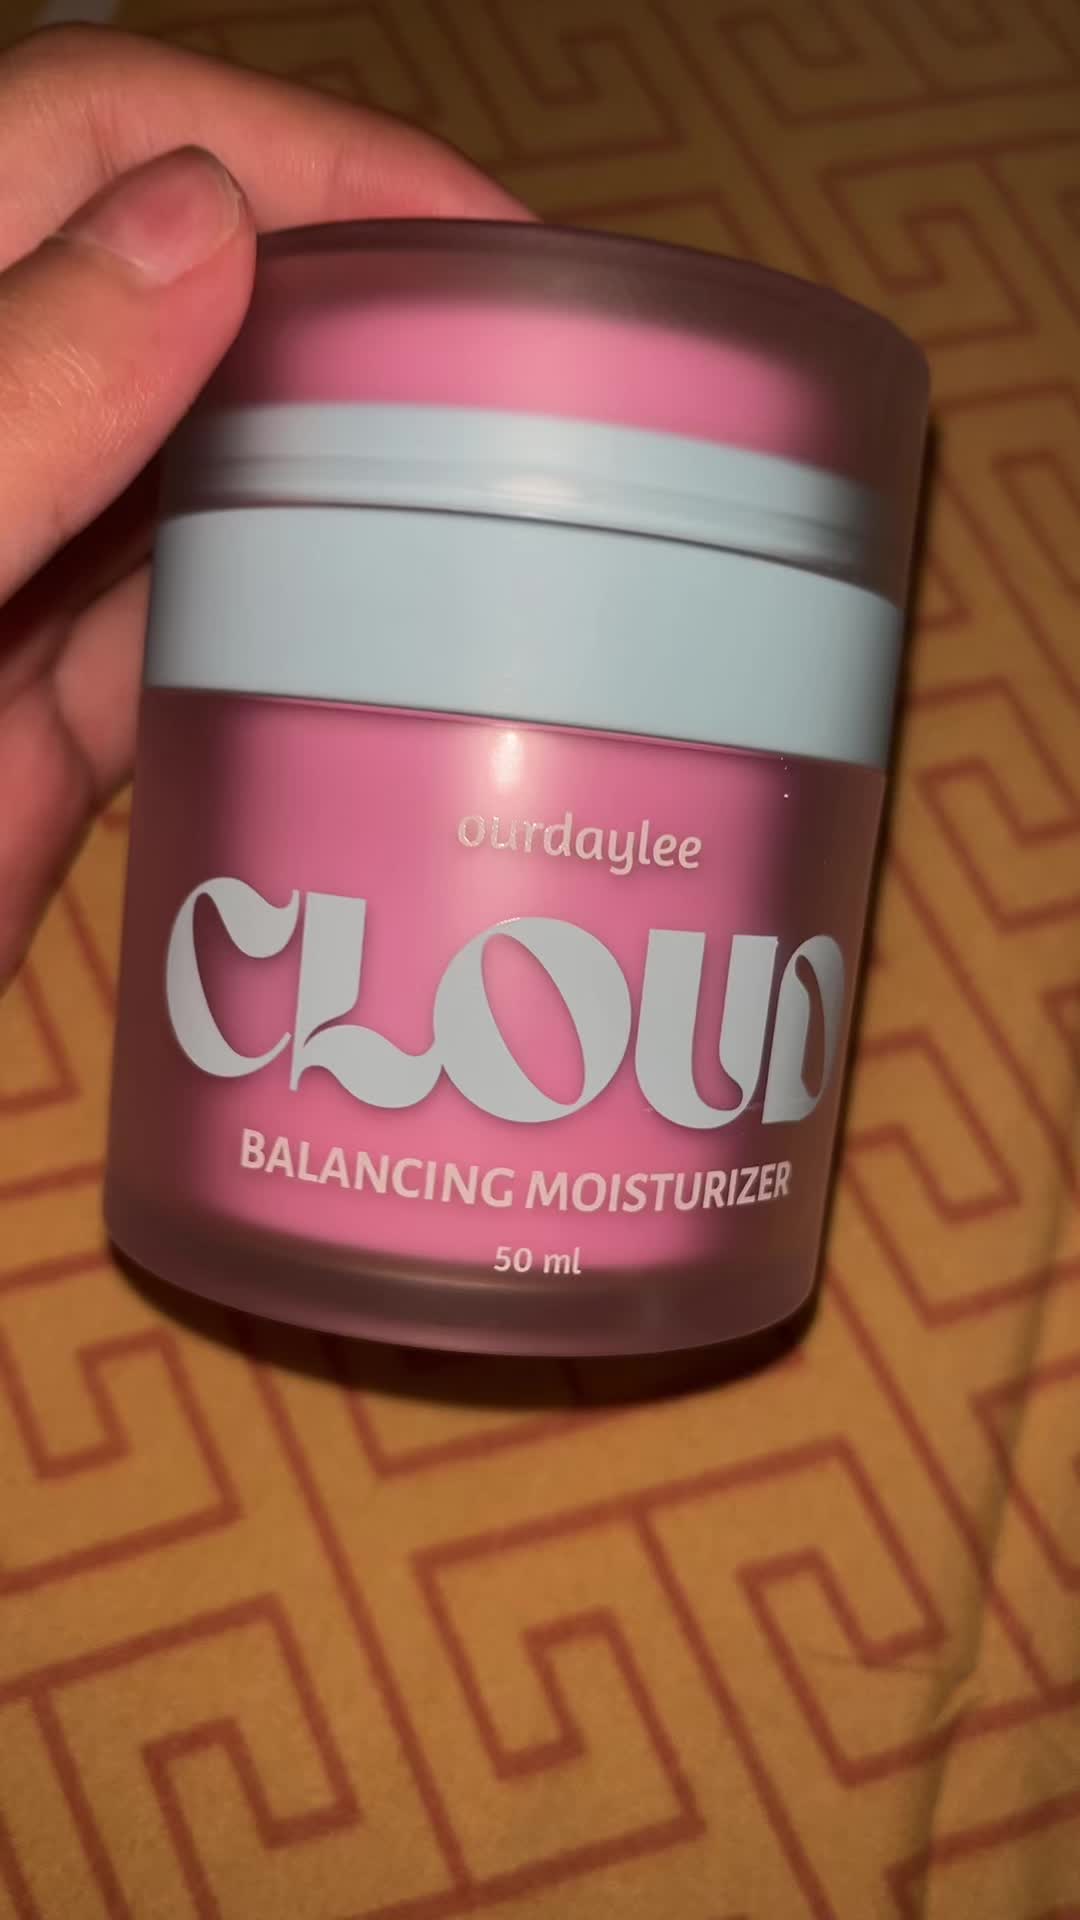 ourdaylee
CLOUD
BALANCING MOISTURIZER
50 ml